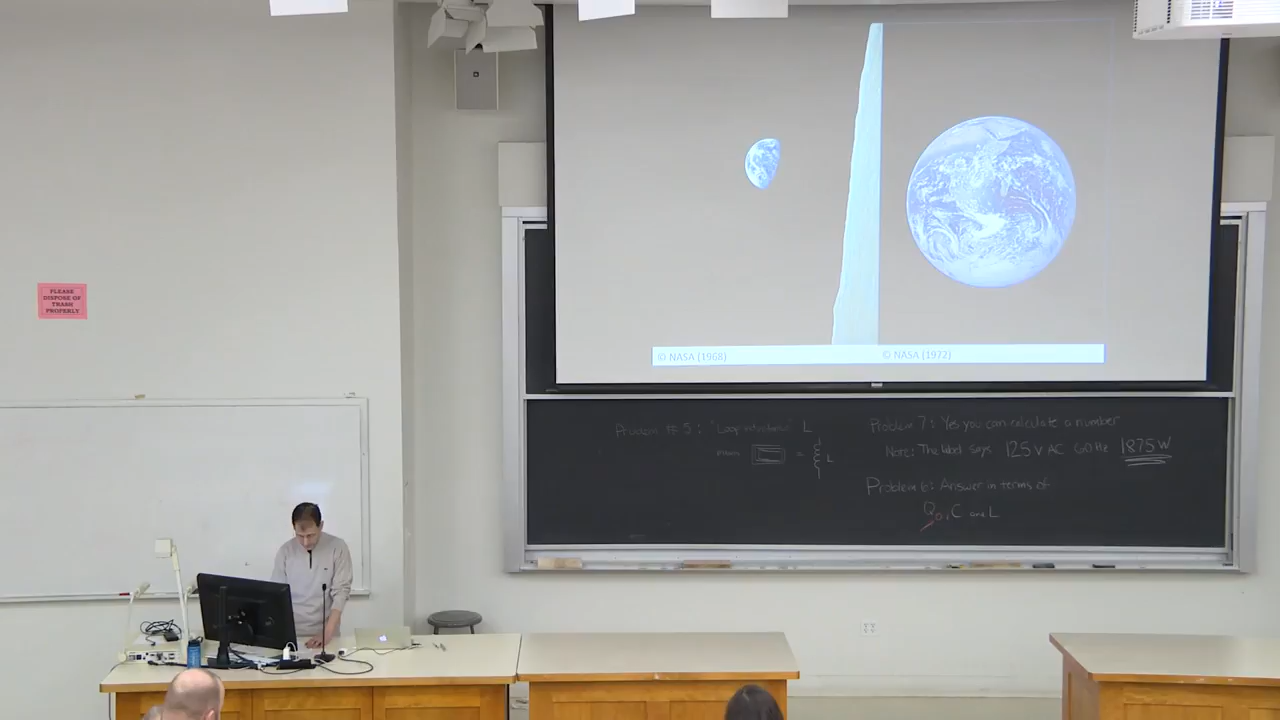 © NASA (1968)
© NASA (1972)
PLEASE
DISPOSE OF
TRASH
PROPERLY
Problem # 5 : "Loop inductance" L
= L
Problem 7: Yes you can calculate a number"
Note: The label says 125 V AC 60 Hz 1875 W
Problem 6: Answer in terms of
Q₀, C and L